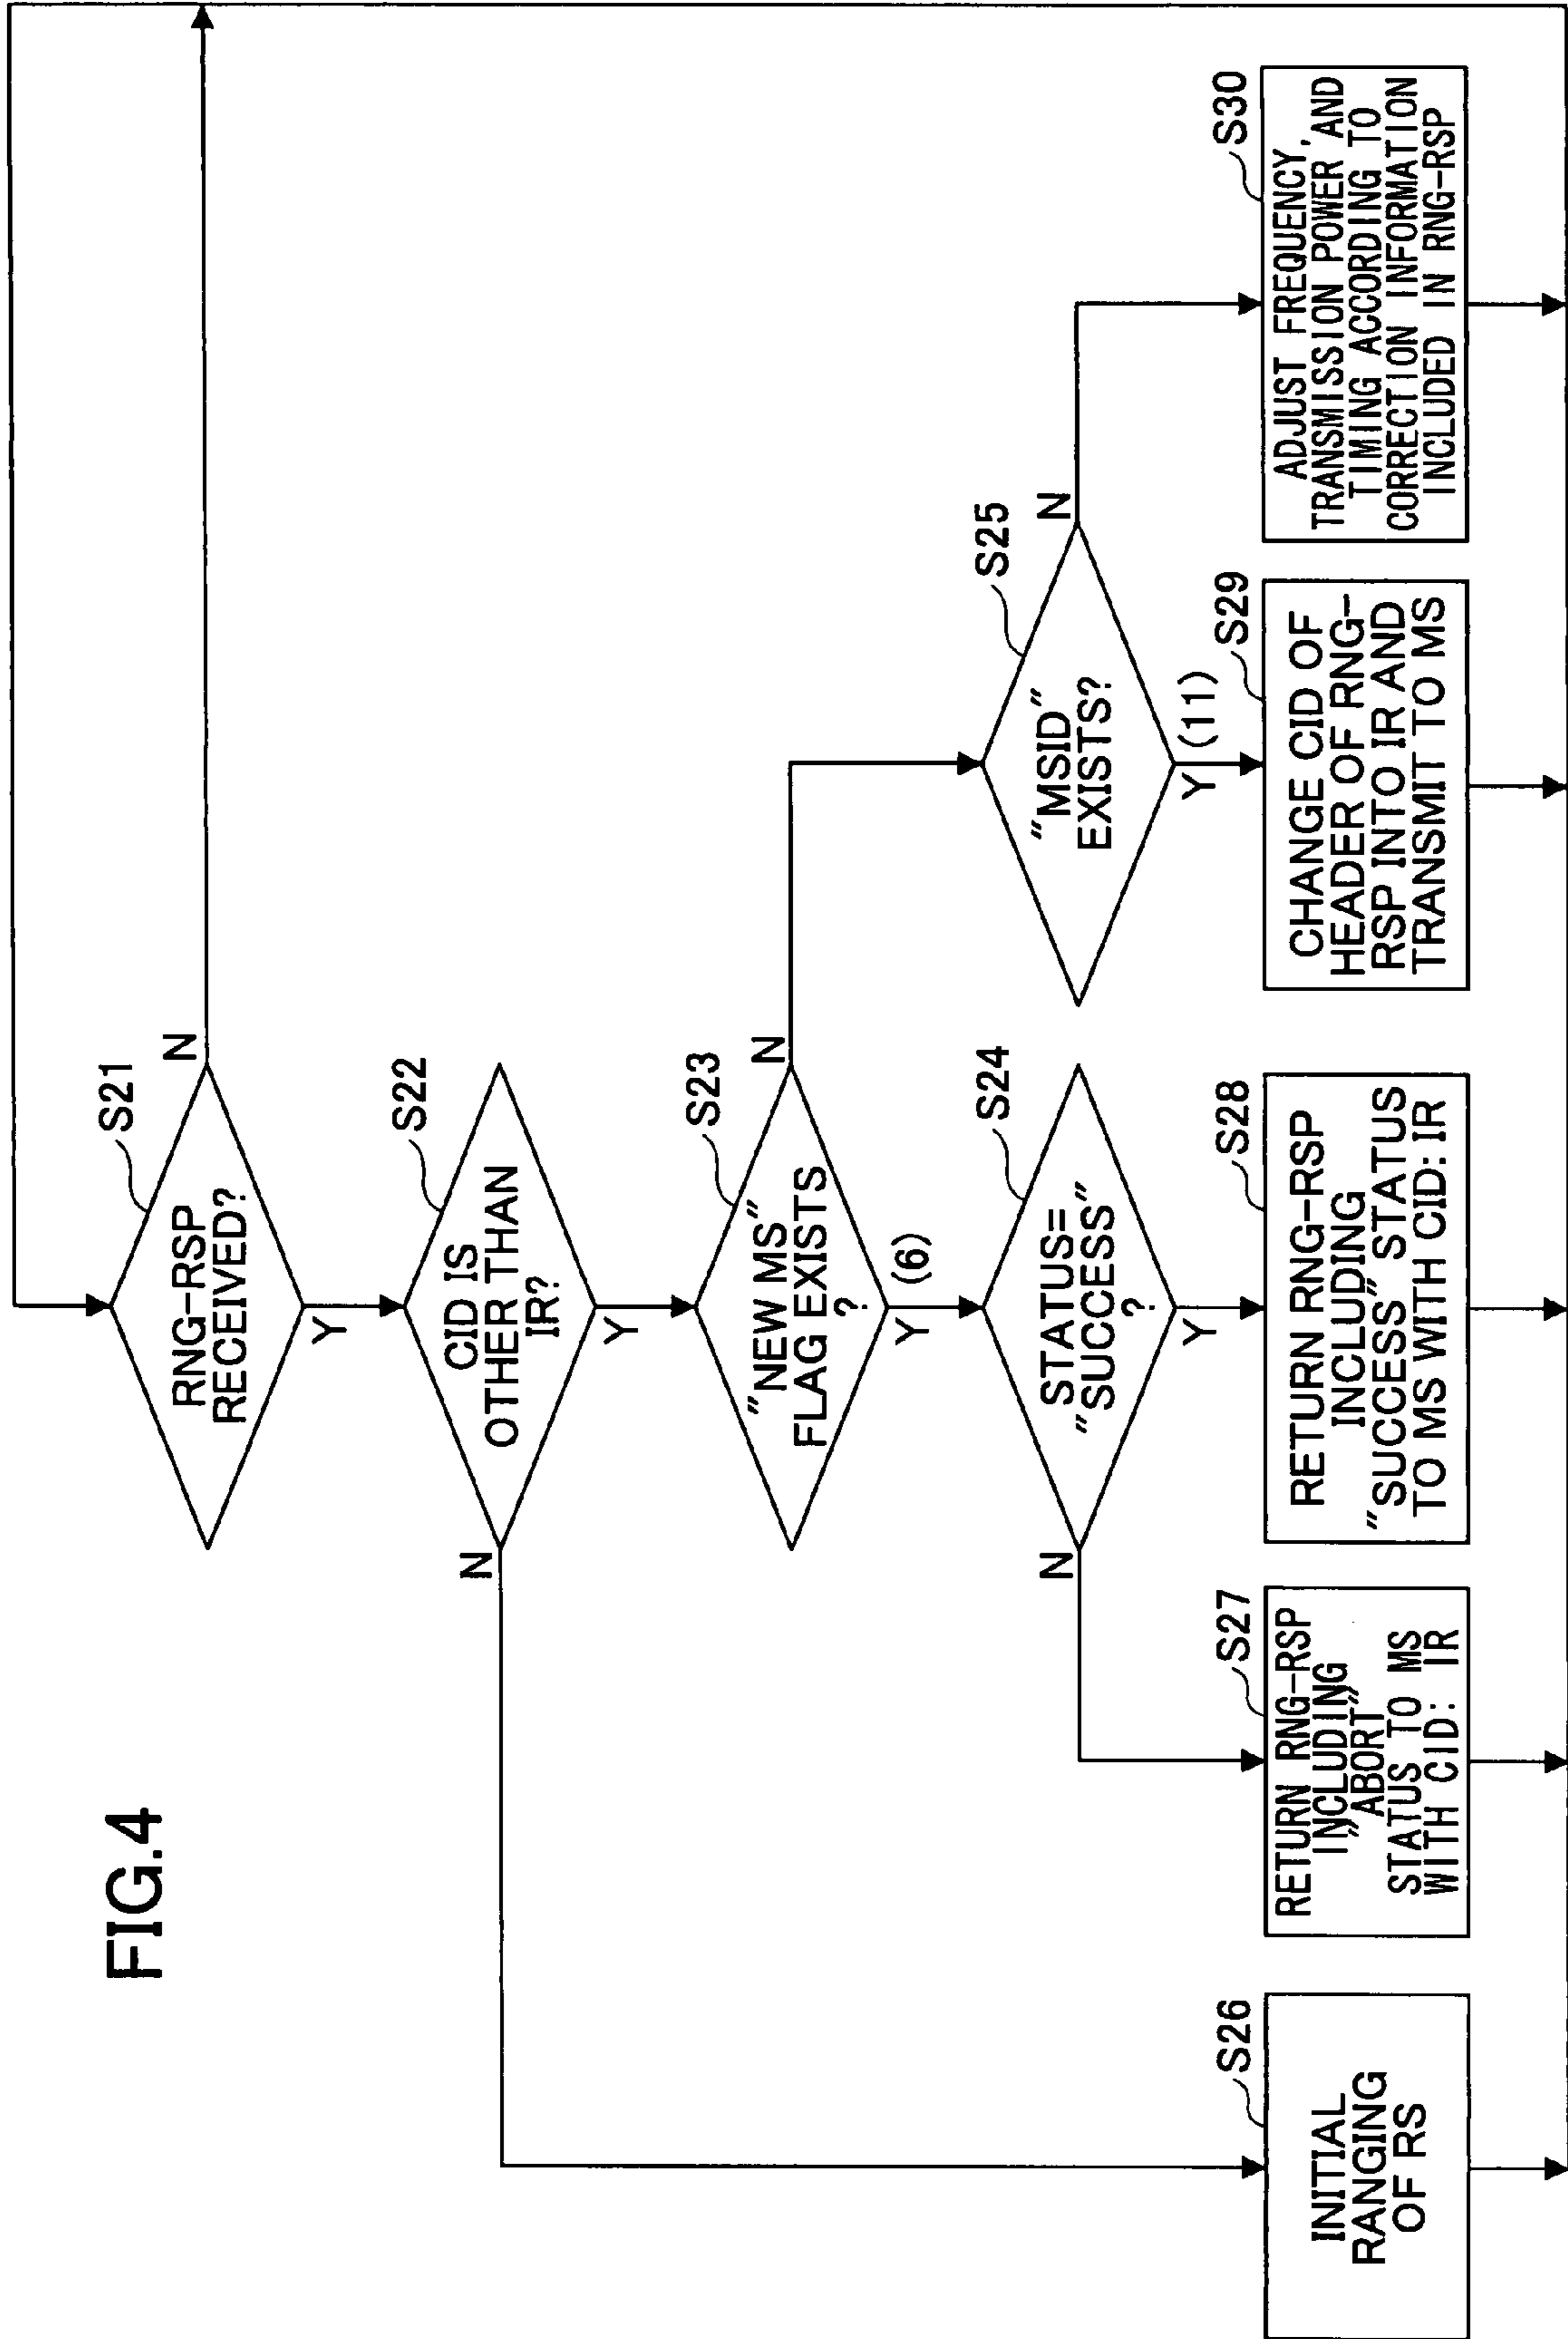 FIG.4
S21
RNG-RSP
RECEIVED?
N
Y
S22
CID IS
OTHER THAN
IR?
N
Y
S23
"NEW MS"
FLAG EXISTS
?
N
Y
(6)
S24
STATUS=
"SUCCESS"
?
N
Y
S25
"MSID"
EXISTS?
N
Y
(11)
S26
INITIAL
RANGING
OF RS
S27
RETURN RNG-RSP
INCLUDING
"ABORT"
STATUS TO MS
WITH CID: IR
S28
RETURN RNG-RSP
INCLUDING
"SUCCESS" STATUS
TO MS WITH CID: IR
S29
CHANGE CID OF
HEADER OF RNG-
RSP INTO IR AND
TRANSMIT TO MS
S30
ADJUST FREQUENCY,
TRANSMISSION POWER, AND
TIMING ACCORDING TO
CORRECTION INFORMATION
INCLUDED IN RNG-RSP